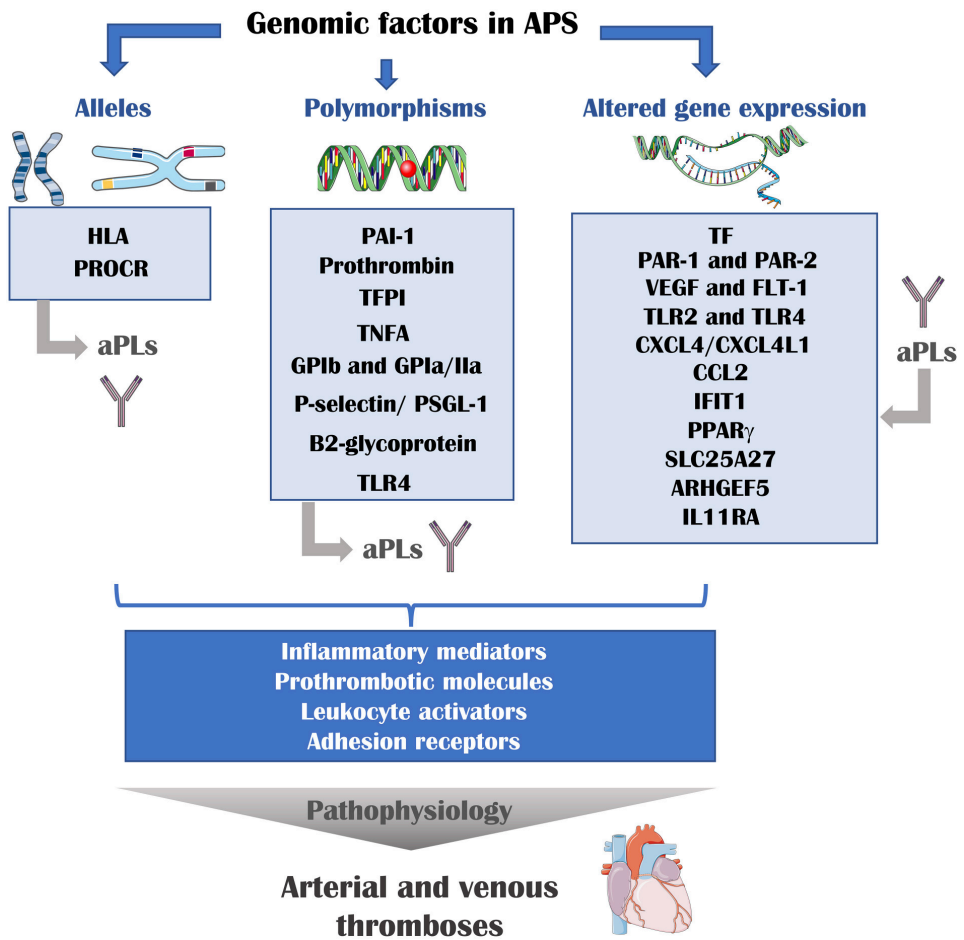 Genomic factors in APS
Alleles
HLA
PROCR
aPLs
Polymorphisms
PAI-1
Prothrombin
TFPI
TNFA
GPIb and GPIa/IIa
P-selectin/ PSGL-1
B2-glycoprotein
TLR4
aPLs
Altered gene expression
TF
PAR-1 and PAR-2
VEGF and FLT-1
TLR2 and TLR4
CXCL4/CXCL4L1
CCL2
IFIT1
PPARγ
SLC25A27
ARHGEF5
IL11RA
aPLs
Inflammatory mediators
Prothrombotic molecules
Leukocyte activators
Adhesion receptors
Pathophysiology
Arterial and venous
thromboses